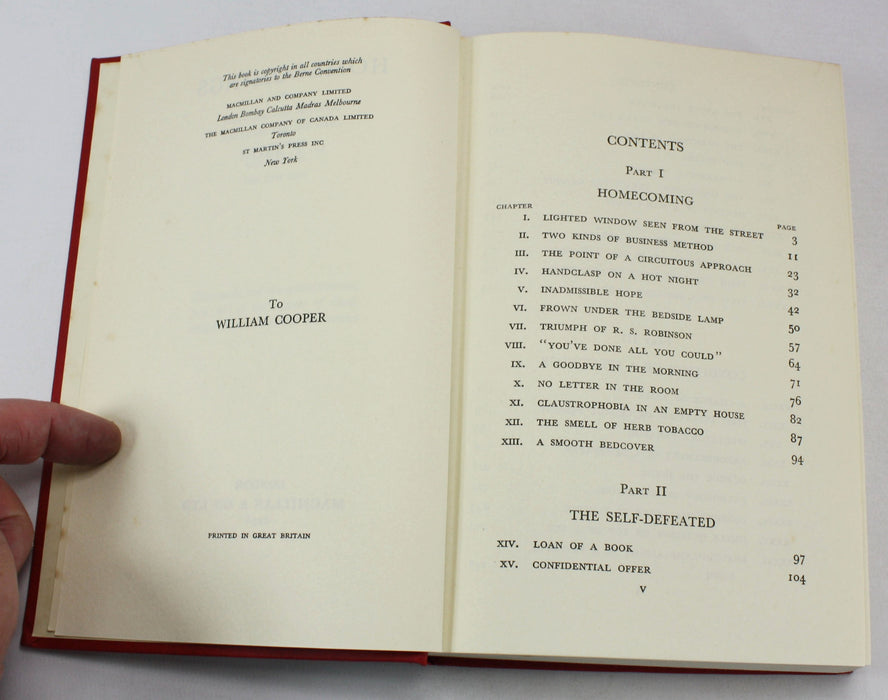 This book is copyright in all countries which
are signatories to the Berne Convention
MACMILLAN AND COMPANY LIMITED
London Bombay Calcutta Madras Melbourne
THE MACMILLAN COMPANY OF CANADA LIMITED
Toronto
ST MARTIN'S PRESS INC
New York
To
WILLIAM COOPER
PRINTED IN GREAT BRITAIN
CONTENTS
Part I
HOMECOMING
CHAPTER PAGE
I. LIGHTED WINDOW SEEN FROM THE STREET 3
II. TWO KINDS OF BUSINESS METHOD 11
III. THE POINT OF A CIRCUITOUS APPROACH 23
IV. HANDCLASP ON A HOT NIGHT 32
V. INADMISSIBLE HOPE 42
VI. FROWN UNDER THE BEDSIDE LAMP 50
VII. TRIUMPH OF R. S. ROBINSON 57
VIII. "YOU'VE DONE ALL YOU COULD" 64
IX. A GOODBYE IN THE MORNING 71
X. NO LETTER IN THE ROOM 76
XI. CLAUSTROPHOBIA IN AN EMPTY HOUSE 82
XII. THE SMELL OF HERB TOBACCO 87
XIII. A SMOOTH BEDCOVER 94
Part II
THE SELF-DEFEATED
XIV. LOAN OF A BOOK 97
XV. CONFIDENTIAL OFFER 104
v